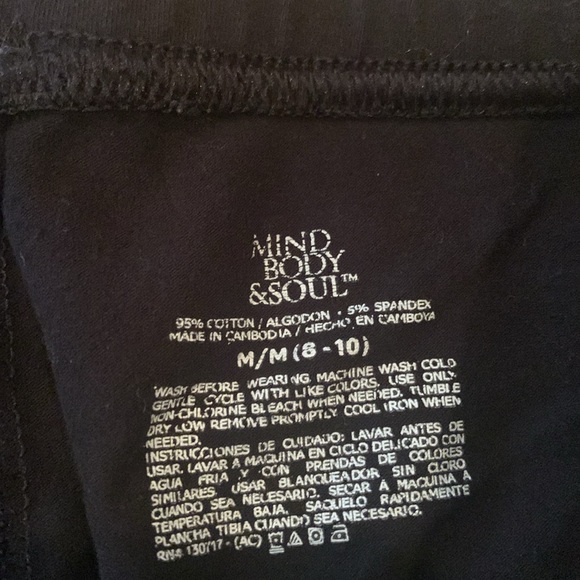 MIND
BODY
&SOUL™
95% COTTON / ALGODON • 5% SPANDEX
MADE IN CAMBODIA / HECHO EN CAMBOYA
M/M (8 - 10)
WASH BEFORE WEARING. MACHINE WASH COLD
GENTLE CYCLE WITH LIKE COLORS. USE ONLY
NON-CHLORINE BLEACH WHEN NEEDED. TUMBLE
DRY LOW REMOVE PROMPTLY. COOL IRON WHEN
NEEDED.
INSTRUCCIONES DE CUIDADO: LAVAR ANTES DE
USAR. LAVAR A MAQUINA EN CICLO DELICADO CON
AGUA FRIA Y CON PRENDAS DE COLORES
SIMILARES. USAR BLANQUEADOR SIN CLORO
CUANDO SEA NECESARIO. SECAR A MAQUINA A
TEMPERATURA BAJA. SAQUELO RAPIDAMENTE
PLANCHA TIBIA CUANDO SEA NECESARIO.
RN# 130717 - (AC)